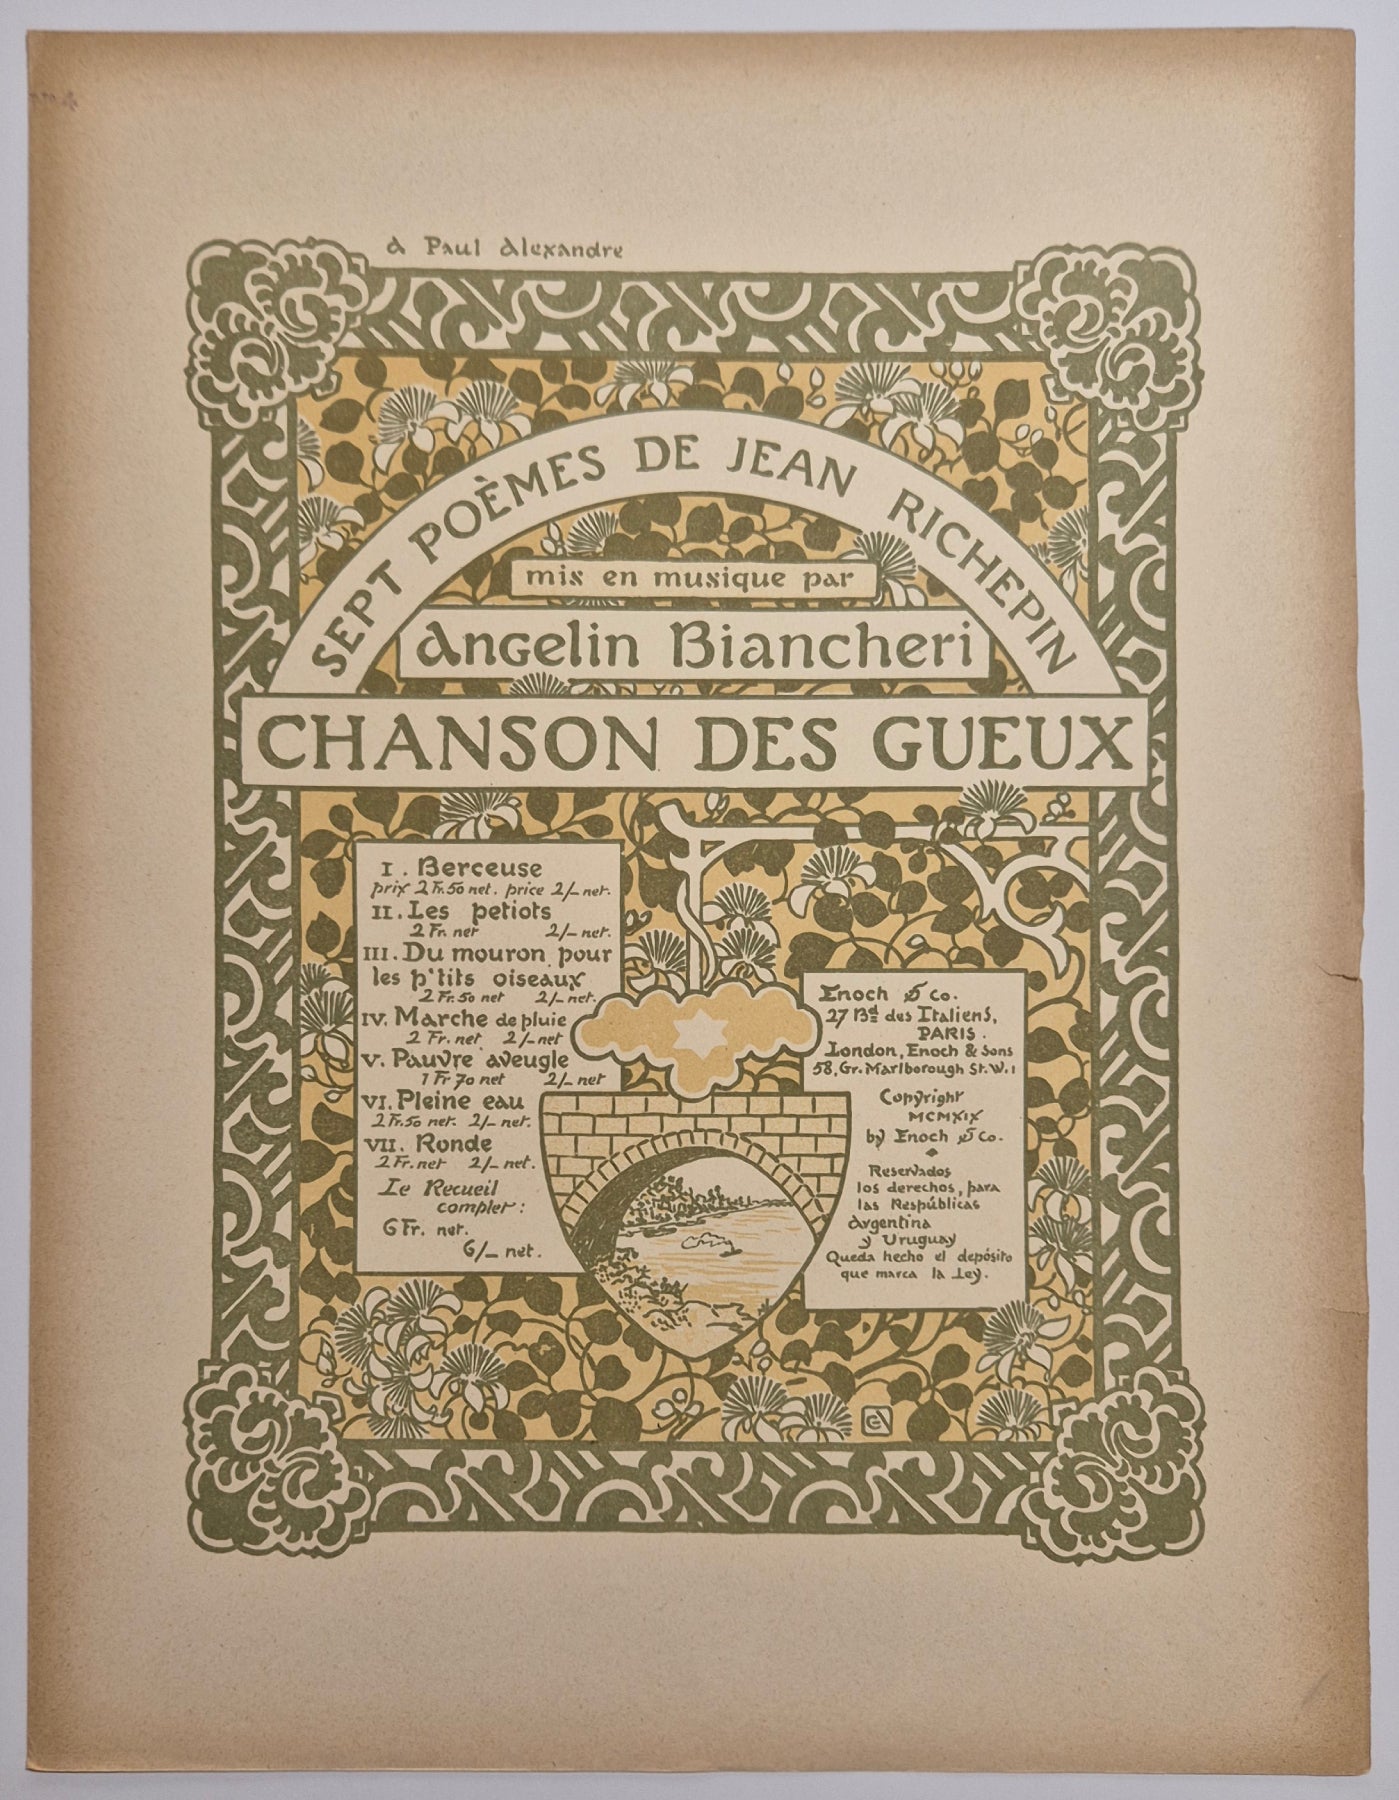 a Paul Alexandre
SEPT POÈMES DE JEAN RICHEPIN
mis en musique par
Angelin Biancheri
CHANSON DES GUEUX
I. Berceuse
prix 2 Fr. 50 net. price 2/_ net.
II. Les petiots
2 Fr. net 2/_ net.
III. Du mouron pour
les p'tits oiseaux
2 Fr. 50 net 2/_ net.
IV. Marche de pluie
2 Fr. net 2/_ net
V. Pauvre aveugle
1 Fr 70 net 2/_ net
VI. Pleine eau
2 Fr. 50 net. 2/_ net.
VII. Ronde
2 Fr. net 2/_ net.
Le Recueil
complet :
6 Fr. net.
6/_ net.
Enoch & Co.
27 Bd des Italiens,
PARIS.
London, Enoch & Sons
58, Gr. Marlborough St. W. 1
Copyright
MCMXIX
by Enoch & Co.
Reservados
los derechos, para
las Respúblicas
Argentina
y Uruguay
Queda hecho el depósito
que marca la Ley.